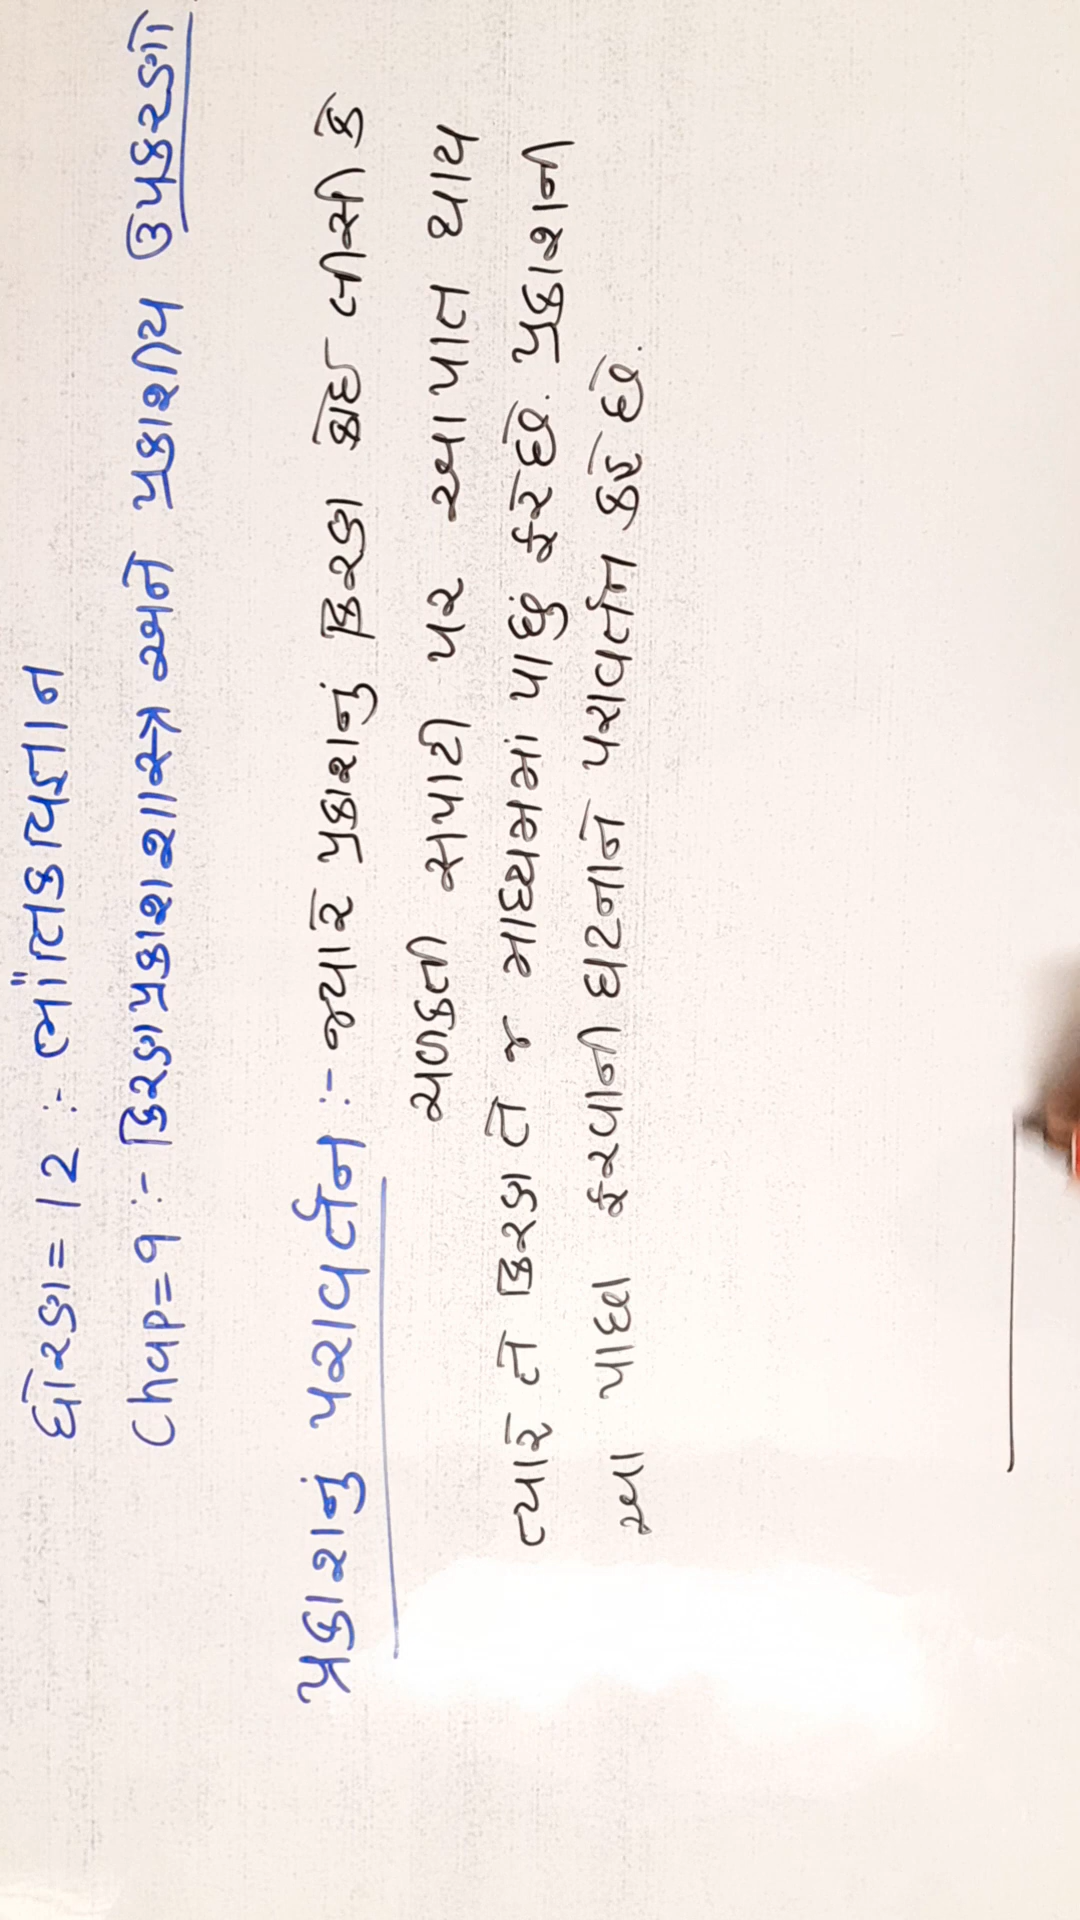 ધોરણ = 12 :- ભૌતિકવિજ્ઞાન
Chap = 9 :- કિરણપ્રકાશશાસ્ત્ર અને પ્રકાશીય ઉપકરણો
પ્રકાશનું પરાવર્તન :- જ્યારે પ્રકાશનું કિરણ કોઇ લીસી કે
ચળકતી સપાટી પર આપાત થાય
ત્યારે તે કિરણ તે જ માધ્યમમાં પાછું ફરે છે. પ્રકાશની
આ પાછા ફરવાની ઘટનાને પરાવર્તન કહે છે.